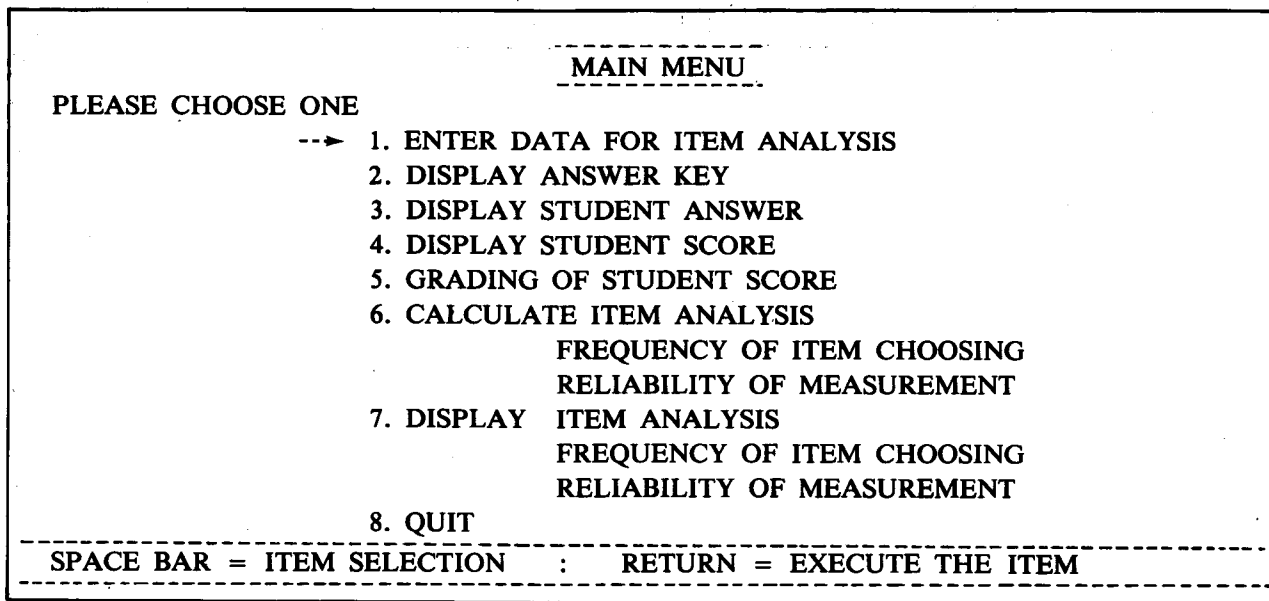 MAIN MENU
PLEASE CHOOSE ONE
--► 1. ENTER DATA FOR ITEM ANALYSIS
2. DISPLAY ANSWER KEY
3. DISPLAY STUDENT ANSWER
4. DISPLAY STUDENT SCORE
5. GRADING OF STUDENT SCORE
6. CALCULATE ITEM ANALYSIS
FREQUENCY OF ITEM CHOOSING
RELIABILITY OF MEASUREMENT
7. DISPLAY ITEM ANALYSIS
FREQUENCY OF ITEM CHOOSING
RELIABILITY OF MEASUREMENT
8. QUIT
SPACE BAR = ITEM SELECTION : RETURN = EXECUTE THE ITEM